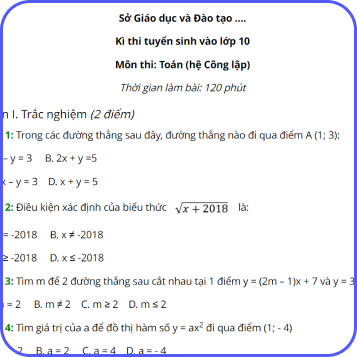 Sở Giáo dục và Đào tạo ....
Kì thi tuyển sinh vào lớp 10
Môn thi: Toán (hệ Công lập)
Thời gian làm bài: 120 phút
n I. Trắc nghiệm (2 điểm)
1: Trong các đường thẳng sau đây, đường thẳng nào đi qua điểm A (1; 3):
– y = 3 B. 2x + y =5
x – y = 3 D. x + y = 5
2: Điều kiện xác định của biểu thức √(x + 2018) là:
= -2018 B. x ≠ -2018
≥ -2018 D. x ≤ -2018
3: Tìm m để 2 đường thẳng sau cắt nhau tại 1 điểm y = (2m – 1)x + 7 và y = 3
= 2 B. m ≠ 2 C. m ≥ 2 D. m ≤ 2
4: Tìm giá trị của a để đồ thị hàm số y = ax² đi qua điểm (1; - 4)
2 B. a = 2 C. a = 4 D. a = - 4